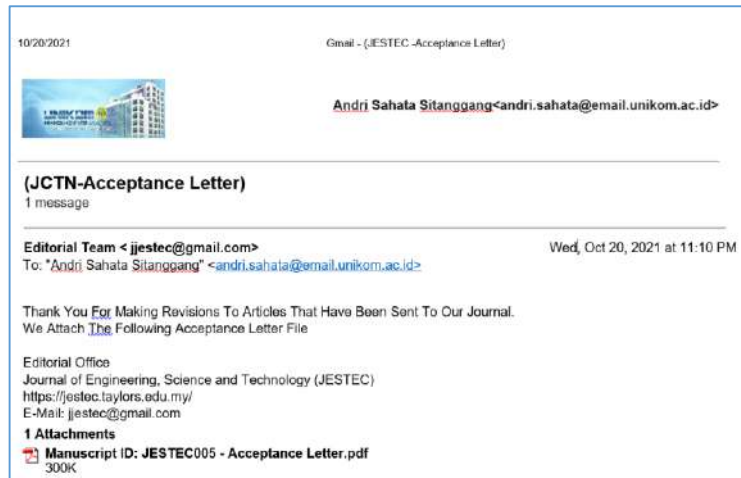 10/20/2021
Gmail - (JESTEC -Acceptance Letter)
UNIKOM
Andri Sahata Sitanggang<andri.sahata@email.unikom.ac.id>
(JCTN-Acceptance Letter)
1 message
Editorial Team < jjestec@gmail.com>
Wed, Oct 20, 2021 at 11:10 PM
To: "Andri Sahata Sitanggang" <andri.sahata@email.unikom.ac.id>
Thank You For Making Revisions To Articles That Have Been Sent To Our Journal.
We Attach The Following Acceptance Letter File
Editorial Office
Journal of Engineering, Science and Technology (JESTEC)
https://jestec.taylors.edu.my/
E-Mail: jjestec@gmail.com
1 Attachments
Manuscript ID: JESTEC005 - Acceptance Letter.pdf
300K